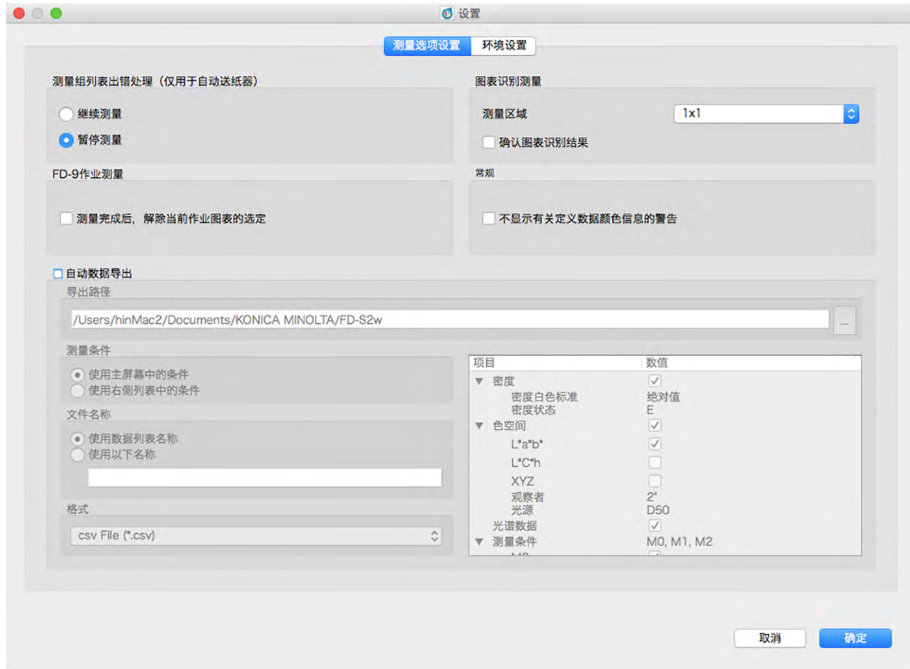 设置
测量选项设置 环境设置
测量组列表出错处理（仅用于自动送纸器）
继续测量
暂停测量
图表识别测量
测量区域 1x1
确认图表识别结果
FD-9作业测量
测量完成后，解除当前作业图表的选定
常规
不显示有关定义数据颜色信息的警告
自动数据导出
导出路径
/Users/hinMac2/Documents/KONICA MINOLTA/FD-S2w
...
测量条件
使用主屏幕中的条件
使用右侧列表中的条件
文件名称
使用数据列表名称
使用以下名称
格式
csv File (*.csv)
项目 数值
密度
密度白色标准 绝对值
密度状态 E
色空间
L*a*b*
L*C*h
XYZ
观察者 2°
光源 D50
光谱数据
测量条件 M0, M1, M2
取消 确定